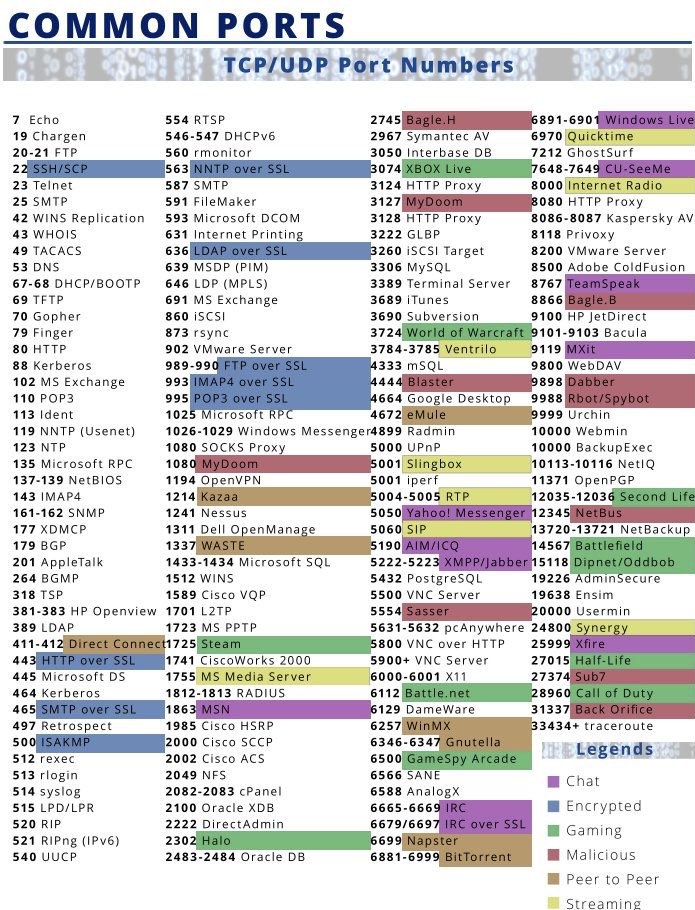 COMMON PORTS
TCP/UDP Port Numbers
7 Echo
19 Chargen
20-21 FTP
22 SSH/SCP
23 Telnet
25 SMTP
42 WINS Replication
43 WHOIS
49 TACACS
53 DNS
67-68 DHCP/BOOTP
69 TFTP
70 Gopher
79 Finger
80 HTTP
88 Kerberos
102 MS Exchange
110 POP3
113 Ident
119 NNTP (Usenet)
123 NTP
135 Microsoft RPC
137-139 NetBIOS
143 IMAP4
161-162 SNMP
177 XDMCP
179 BGP
201 AppleTalk
264 BGMP
318 TSP
381-383 HP Openview
389 LDAP
411-412 Direct Connect
443 HTTP over SSL
445 Microsoft DS
464 Kerberos
465 SMTP over SSL
497 Retrospect
500 ISAKMP
512 rexec
513 rlogin
514 syslog
515 LPD/LPR
520 RIP
521 RIPng (IPv6)
540 UUCP
554 RTSP
546-547 DHCPv6
560 rmonitor
563 NNTP over SSL
587 SMTP
591 FileMaker
593 Microsoft DCOM
631 Internet Printing
636 LDAP over SSL
639 MSDP (PIM)
646 LDP (MPLS)
691 MS Exchange
860 iSCSI
873 rsync
902 VMware Server
989-990 FTP over SSL
993 IMAP4 over SSL
995 POP3 over SSL
1025 Microsoft RPC
1026-1029 Windows Messenger
1080 SOCKS Proxy
1080 MyDoom
1194 OpenVPN
1214 Kazaa
1241 Nessus
1311 Dell OpenManage
1337 WASTE
1433-1434 Microsoft SQL
1512 WINS
1589 Cisco VQP
1701 L2TP
1723 MS PPTP
1725 Steam
1741 CiscoWorks 2000
1755 MS Media Server
1812-1813 RADIUS
1863 MSN
1985 Cisco HSRP
2000 Cisco SCCP
2002 Cisco ACS
2049 NFS
2082-2083 cPanel
2100 Oracle XDB
2222 DirectAdmin
2302 Halo
2483-2484 Oracle DB
2745 Bagle.H
2967 Symantec AV
3050 Interbase DB
3074 XBOX Live
3124 HTTP Proxy
3127 MyDoom
3128 HTTP Proxy
3222 GLBP
3260 iSCSI Target
3306 MySQL
3389 Terminal Server
3689 iTunes
3690 Subversion
3724 World of Warcraft
3784-3785 Ventrilo
4333 mSQL
4444 Blaster
4664 Google Desktop
4672 eMule
4899 Radmin
5000 UPnP
5001 Slingbox
5001 iperf
5004-5005 RTP
5050 Yahoo! Messenger
5060 SIP
5190 AIM/ICQ
5222-5223 XMPP/Jabber
5432 PostgreSQL
5500 VNC Server
5554 Sasser
5631-5632 pcAnywhere
5800 VNC over HTTP
5900+ VNC Server
6000-6001 X11
6112 Battle.net
6129 DameWare
6257 WinMX
6346-6347 Gnutella
6500 GameSpy Arcade
6566 SANE
6588 AnalogX
6665-6669 IRC
6679/6697 IRC over SSL
6699 Napster
6881-6999 BitTorrent
6891-6901 Windows Live
6970 Quicktime
7212 GhostSurf
7648-7649 CU-SeeMe
8000 Internet Radio
8080 HTTP Proxy
8086-8087 Kaspersky AV
8118 Privoxy
8200 VMware Server
8500 Adobe ColdFusion
8767 TeamSpeak
8866 Bagle.B
9100 HP JetDirect
9101-9103 Bacula
9119 MXit
9800 WebDAV
9898 Dabber
9988 Rbot/Spybot
9999 Urchin
10000 Webmin
10000 BackupExec
10113-10116 NetIQ
11371 OpenPGP
12035-12036 Second Life
12345 NetBus
13720-13721 NetBackup
14567 Battlefield
15118 Dipnet/Oddbob
19226 AdminSecure
19638 Ensim
20000 Usermin
24800 Synergy
25999 Xfire
27015 Half-Life
27374 Sub7
28960 Call of Duty
31337 Back Orifice
33434+ traceroute
Legends
Chat
Encrypted
Gaming
Malicious
Peer to Peer
Streaming